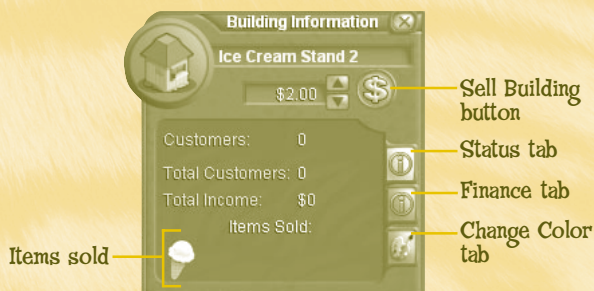 Building Information
Ice Cream Stand 2
$2.00
Sell Building
button
Customers: 0
Status tab
Total Customers: 0
Finance tab
Total Income: $0
Items Sold:
Change Color
tab
Items sold